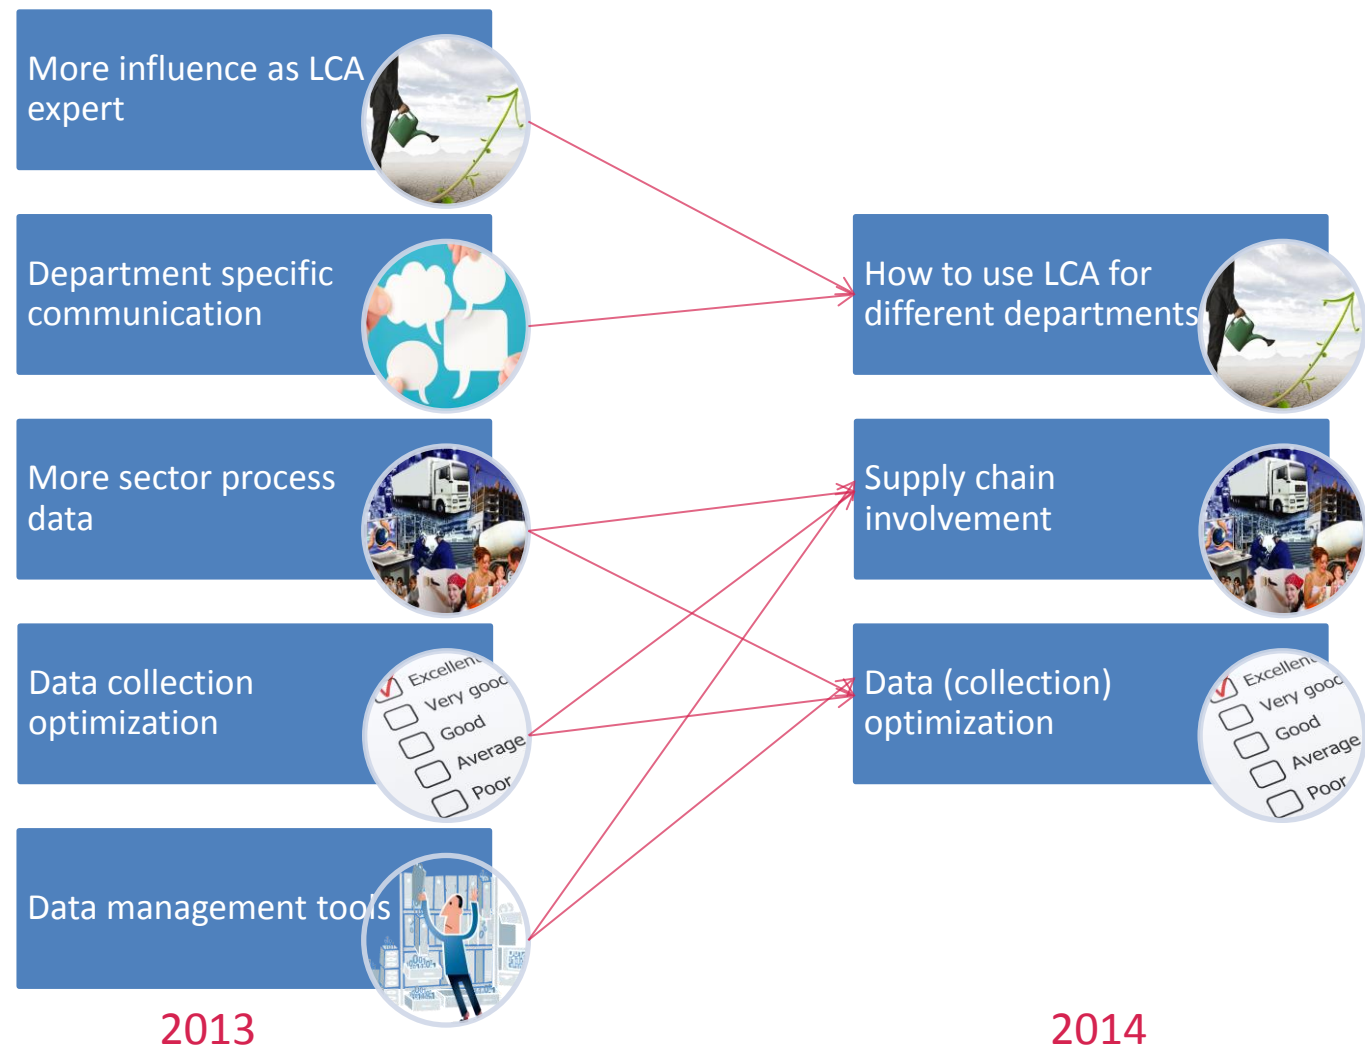 More influence as LCA
expert
Department specific
communication
More sector process
data
Data collection
optimization
Excellent
Very good
Good
Average
Poor
Data management tools
2013
How to use LCA for
different departments
Supply chain
involvement
Data (collection)
optimization
Excellent
Very good
Good
Average
Poor
2014